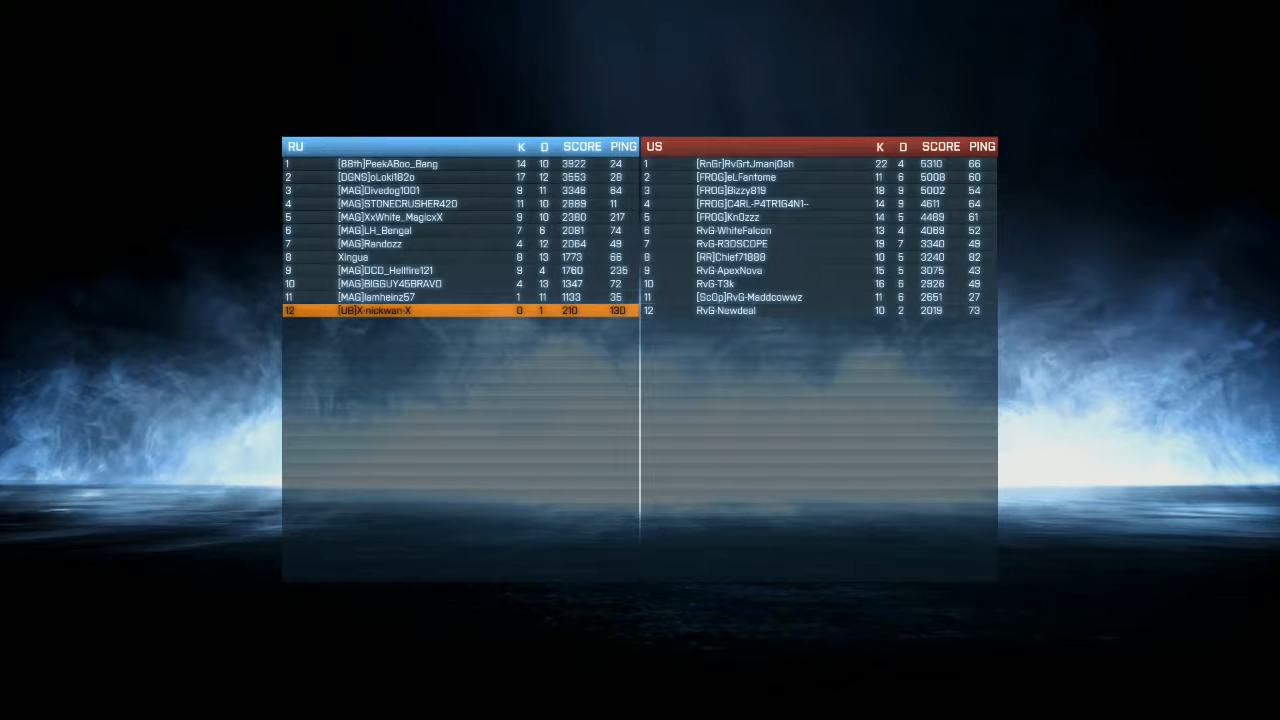 RU K D SCORE PING
1 [88th]PeekABoo_Bang 14 10 3922 24
2 [DGNS]oLoki182o 17 12 3553 28
3 [MAG]Divedog1001 9 11 3346 64
4 [MAG]STONECRUSHER420 11 10 2889 11
5 [MAG]XxWhite_MagicxX 9 10 2380 217
6 [MAG]LH_Bengal 7 6 2081 74
7 [MAG]Randozz 4 12 2064 49
8 Xingua 8 13 1773 66
9 [MAG]DCD_Hellfire121 9 4 1760 235
10 [MAG]BIGGUY45BRAVO 4 13 1347 72
11 [MAG]Iamheinz57 1 11 1133 35
12 [UB]X-nickwan-X 0 1 210 130
US K D SCORE PING
1 [RnGr]RvGrtJmanj0sh 22 4 5310 66
2 [FROG]eLFantome 11 6 5008 60
3 [FROG]Bizzy819 18 9 5002 54
4 [FROG]C4RL-P4TR1G4N1-- 14 9 4611 64
5 [FROG]Kn0zzz 14 5 4489 61
6 RvG-WhiteFalcon 13 4 4069 52
7 RvG-R3DSCOPE 19 7 3340 49
8 [RR]Chief71888 10 5 3240 82
9 RvG-ApexNova 15 5 3075 43
10 RvG-T3k 16 6 2926 49
11 [Sc0p]RvG-Maddcowwz 11 6 2651 27
12 RvG-Newdeal 10 2 2019 73